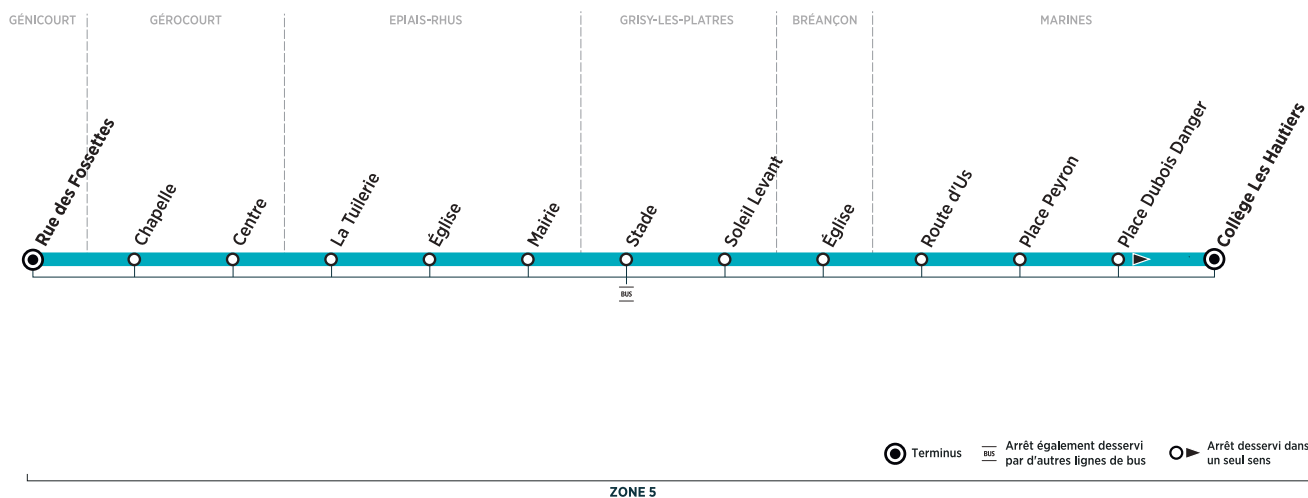 GÉNICOURT
GÉROCOURT
EPIAIS-RHUS
GRISY-LES-PLATRES
BRÉANÇON
MARINES
Rue des Fossettes
Chapelle
Centre
La Tuilerie
Église
Mairie
Stade
Soleil Levant
Église
Route d'Us
Place Peyron
Place Dubois Danger
Collège Les Hautiers
BUS
Terminus
BUS
Arrêt également desservi
par d'autres lignes de bus
Arrêt desservi dans
un seul sens
ZONE 5